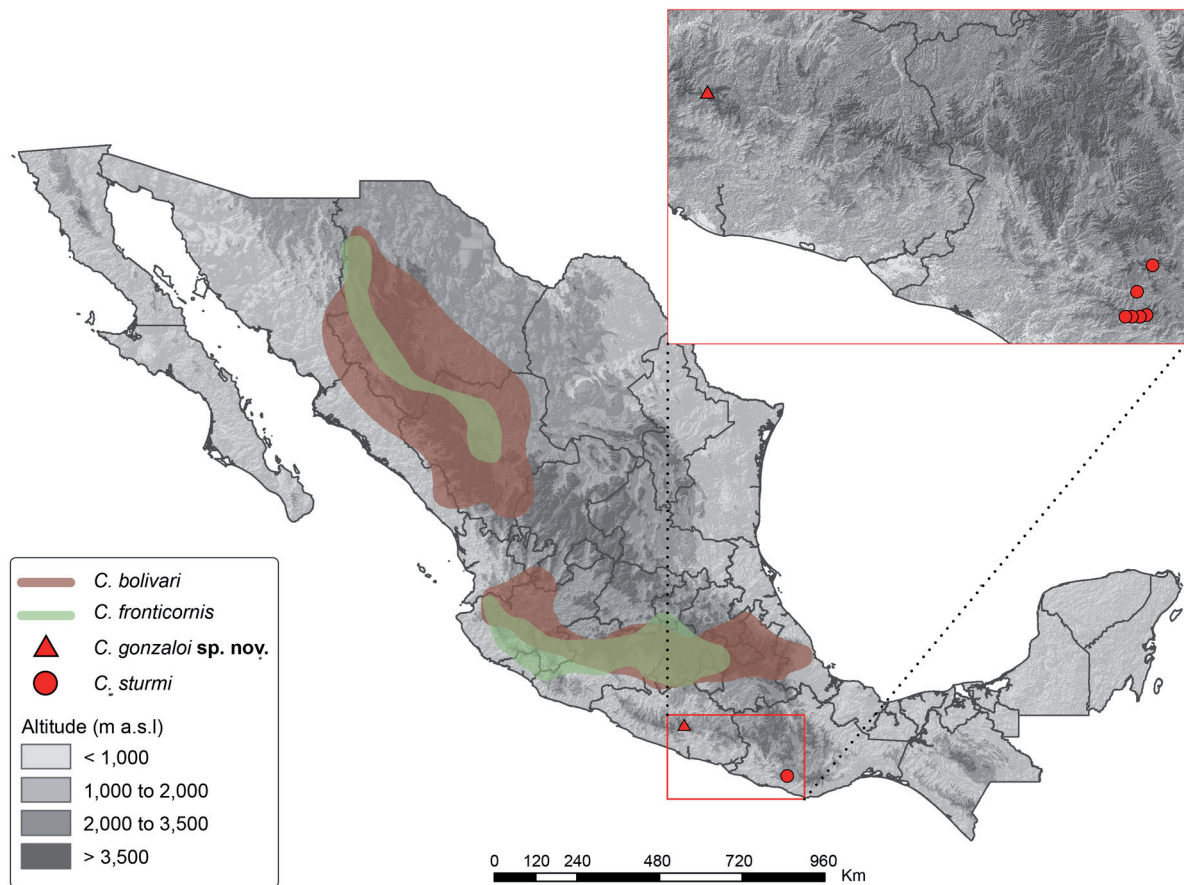 C. bolivari
C. fronticornis
C. gonzaloi sp. nov.
C. sturmi
Altitude (m a.s.l)
< 1,000
1,000 to 2,000
2,000 to 3,500
> 3,500
0 120 240 480 720 960
Km